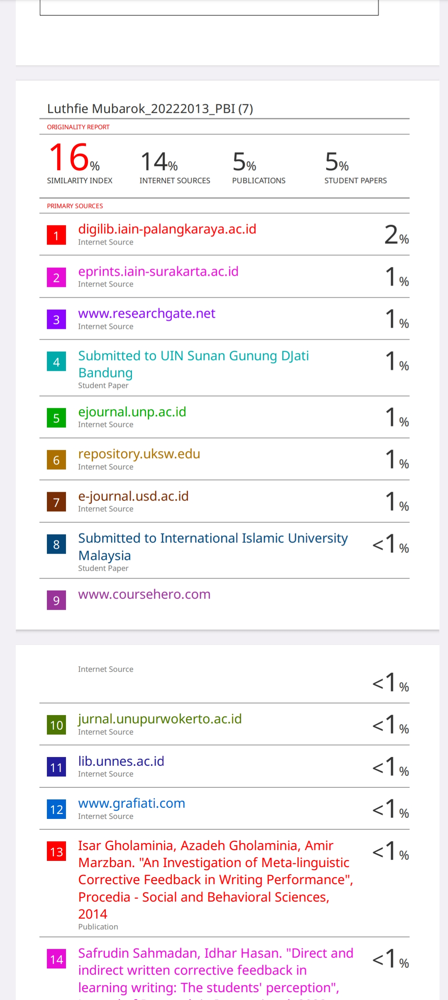 Luthfie Mubarok_20222013_PBI (7)
ORIGINALITY REPORT
16%
14%
5%
5%
SIMILARITY INDEX
INTERNET SOURCES
PUBLICATIONS
STUDENT PAPERS
PRIMARY SOURCES
1
digilib.iain-palangkaraya.ac.id
Internet Source
2%
2
eprints.iain-surakarta.ac.id
Internet Source
1%
3
www.researchgate.net
Internet Source
1%
4
Submitted to UIN Sunan Gunung DJati
Bandung
Student Paper
1%
5
ejournal.unp.ac.id
Internet Source
1%
6
repository.uksw.edu
Internet Source
1%
7
e-journal.usd.ac.id
Internet Source
1%
8
Submitted to International Islamic University
Malaysia
Student Paper
<1%
9
www.coursehero.com
Internet Source
<1%
10
jurnal.unupurwokerto.ac.id
Internet Source
<1%
11
lib.unnes.ac.id
Internet Source
<1%
12
www.grafiati.com
Internet Source
<1%
13
Isar Gholaminia, Azadeh Gholaminia, Amir
Marzban. "An Investigation of Meta-linguistic
Corrective Feedback in Writing Performance",
Procedia - Social and Behavioral Sciences,
2014
Publication
<1%
14
Safrudin Sahmadan, Idhar Hasan. "Direct and
indirect written corrective feedback in
learning writing: The students' perception",
<1%